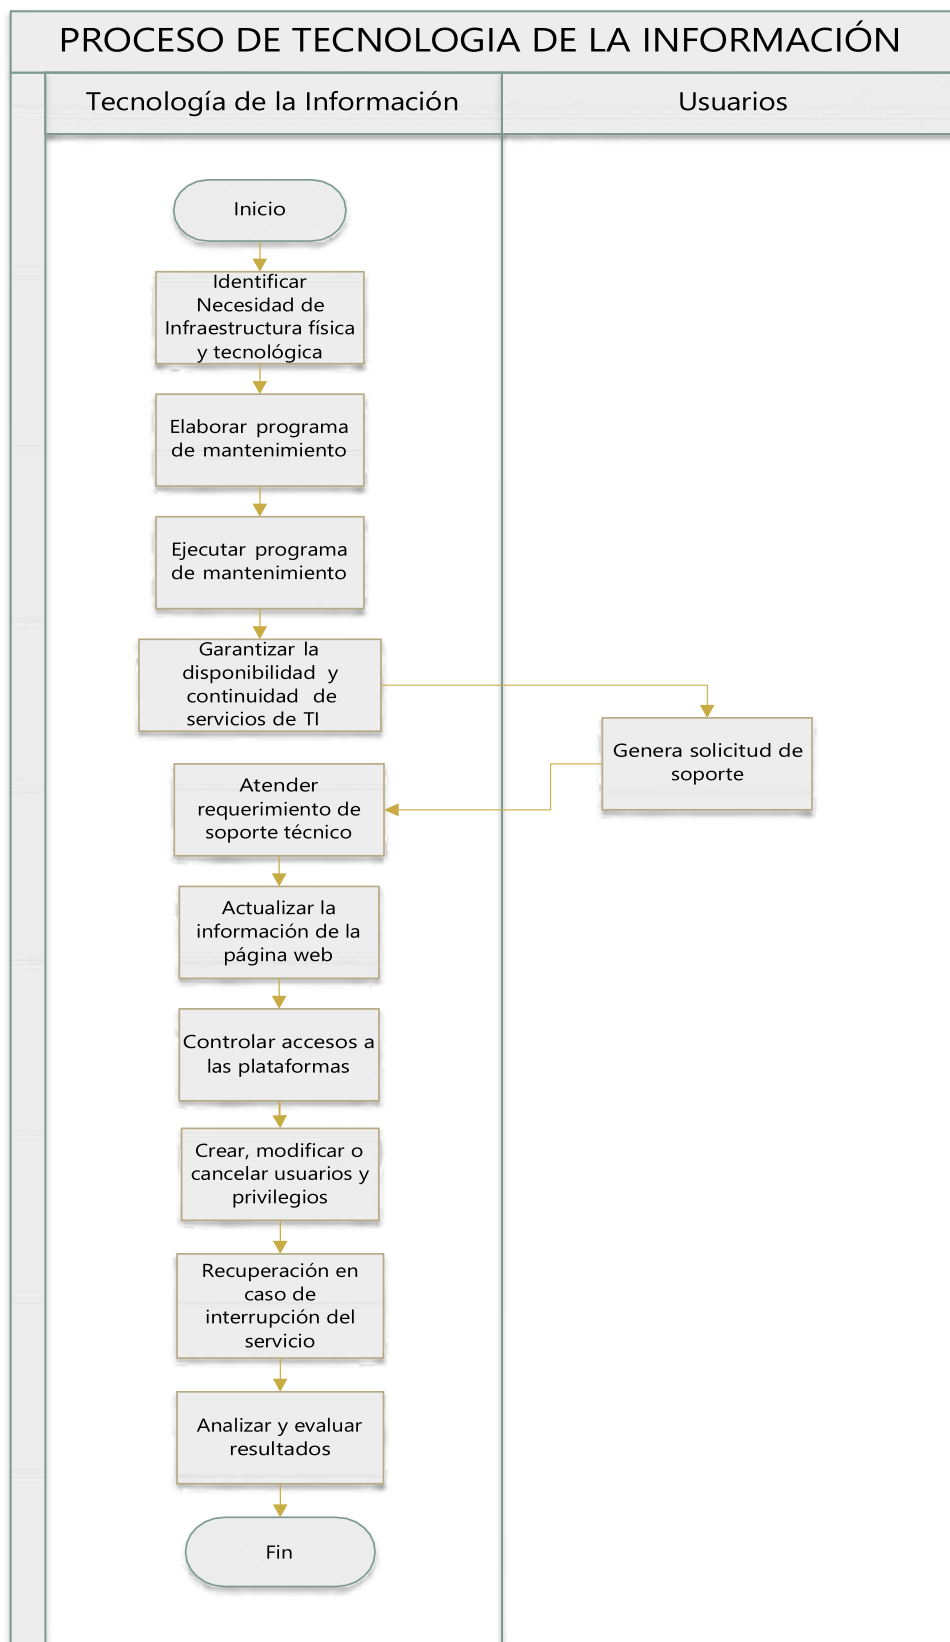 PROCESO DE TECNOLOGIA DE LA INFORMACIÓN
Tecnología de la Información
Usuarios
Inicio
Identificar
Necesidad de
Infraestructura física
y tecnológica
Elaborar programa
de mantenimiento
Ejecutar programa
de mantenimiento
Garantizar la
disponibilidad y
continuidad de
servicios de TI
Genera solicitud de
soporte
Atender
requerimiento de
soporte técnico
Actualizar la
información de la
página web
Controlar accesos a
las plataformas
Crear, modificar o
cancelar usuarios y
privilegios
Recuperación en
caso de
interrupción del
servicio
Analizar y evaluar
resultados
Fin